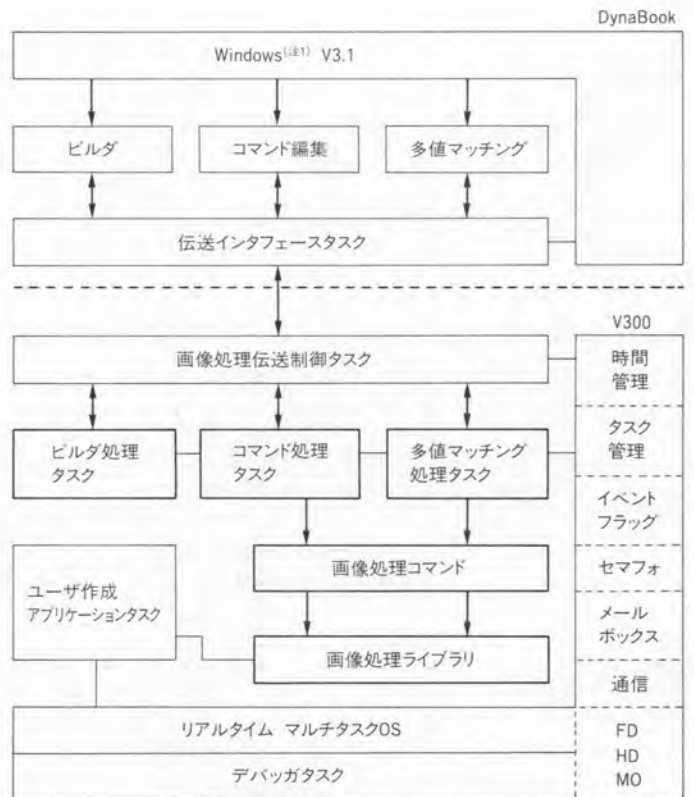 DynaBook
Windows(注1) V3.1
ビルダ
コマンド編集
多値マッチング
伝送インタフェースタスク
V300
画像処理伝送制御タスク
時間
管理
ビルダ処理
タスク
コマンド処理
タスク
多値マッチング
処理タスク
タスク
管理
イベント
フラッグ
画像処理コマンド
セマフォ
ユーザ作成
アプリケーションタスク
メール
ボックス
画像処理ライブラリ
通信
リアルタイム マルチタスクOS
デバッガタスク
FD
HD
MO